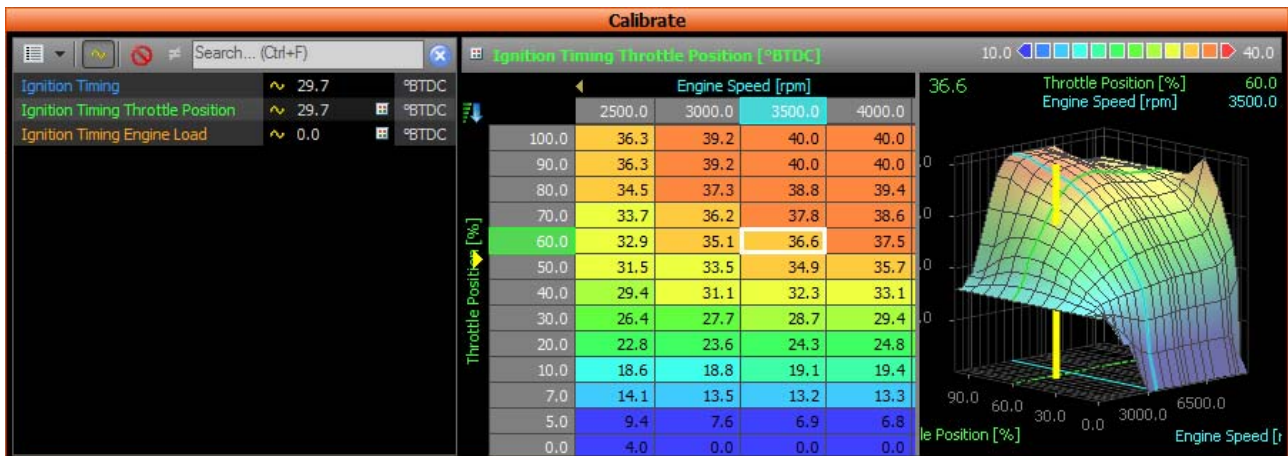 Calibrate
Search... (Ctrl+F)
Ignition Timing 29.7 °BTDC
Ignition Timing Throttle Position 29.7 °BTDC
Ignition Timing Engine Load 0.0 °BTDC
Ignition Timing Throttle Position [°BTDC]
10.0 40.0
Engine Speed [rpm]
2500.0 3000.0 3500.0 4000.0
Throttle Position [%]
100.0 36.3 39.2 40.0 40.0
90.0 36.3 39.2 40.0 40.0
80.0 34.5 37.3 38.8 39.4
70.0 33.7 36.2 37.8 38.6
60.0 32.9 35.1 36.6 37.5
50.0 31.5 33.5 34.9 35.7
40.0 29.4 31.1 32.3 33.1
30.0 26.4 27.7 28.7 29.4
20.0 22.8 23.6 24.3 24.8
10.0 18.6 18.8 19.1 19.4
7.0 14.1 13.5 13.2 13.3
5.0 9.4 7.6 6.9 6.8
0.0 4.0 0.0 0.0 0.0
36.6 Throttle Position [%] 60.0
Engine Speed [rpm] 3500.0
.0
.0
.0
.0
90.0 60.0 30.0 0.0 3000.0 6500.0
le Position [%] Engine Speed [r